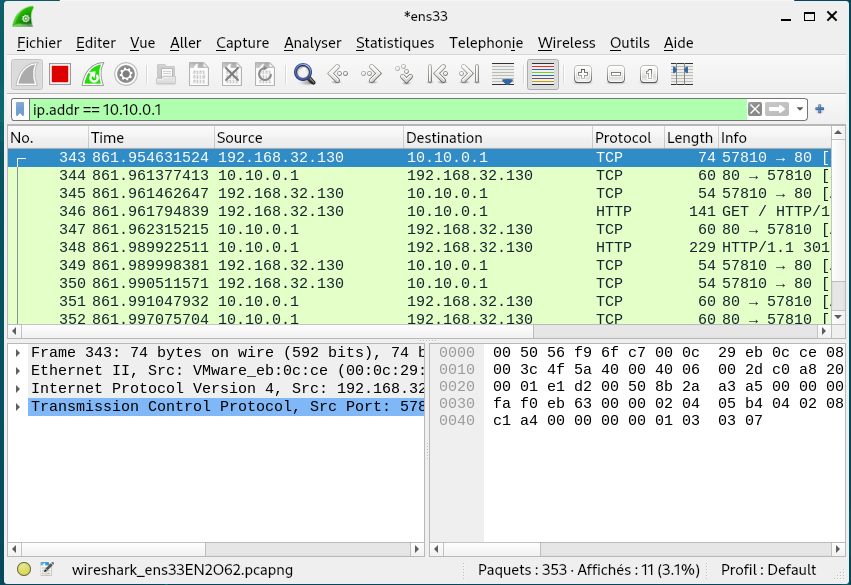 *ens33
Fichier Editer Vue Aller Capture Analyser Statistiques Telephonie Wireless Outils Aide
ip.addr == 10.10.0.1
No. Time Source Destination Protocol Length Info
343 861.954631524 192.168.32.130 10.10.0.1 TCP 74 57810 → 80 [
344 861.961377413 10.10.0.1 192.168.32.130 TCP 60 80 → 57810 [
345 861.961462647 192.168.32.130 10.10.0.1 TCP 54 57810 → 80 [
346 861.961794839 192.168.32.130 10.10.0.1 HTTP 141 GET / HTTP/1
347 861.962315215 10.10.0.1 192.168.32.130 TCP 60 80 → 57810 [
348 861.989922511 10.10.0.1 192.168.32.130 HTTP 229 HTTP/1.1 301
349 861.989998381 192.168.32.130 10.10.0.1 TCP 54 57810 → 80 [
350 861.990511571 192.168.32.130 10.10.0.1 TCP 54 57810 → 80 [
351 861.991047932 10.10.0.1 192.168.32.130 TCP 60 80 → 57810 [
352 861.997075704 10.10.0.1 192.168.32.130 TCP 60 80 → 57810 [
Frame 343: 74 bytes on wire (592 bits), 74 b
Ethernet II, Src: VMware_eb:0c:ce (00:0c:29:
Internet Protocol Version 4, Src: 192.168.32
Transmission Control Protocol, Src Port: 578
0000 00 50 56 f9 6f c7 00 0c 29 eb 0c ce 08
0010 00 3c 4f 5a 40 00 40 06 00 2d c0 a8 20
0020 00 01 e1 d2 00 50 8b 2a a3 a5 00 00 00
0030 fa f0 eb 63 00 00 02 04 05 b4 04 02 08
0040 c1 a4 00 00 00 00 01 03 03 07
wireshark_ens33EN2O62.pcapng Paquets : 353 · Affichés : 11 (3.1%) Profil : Default